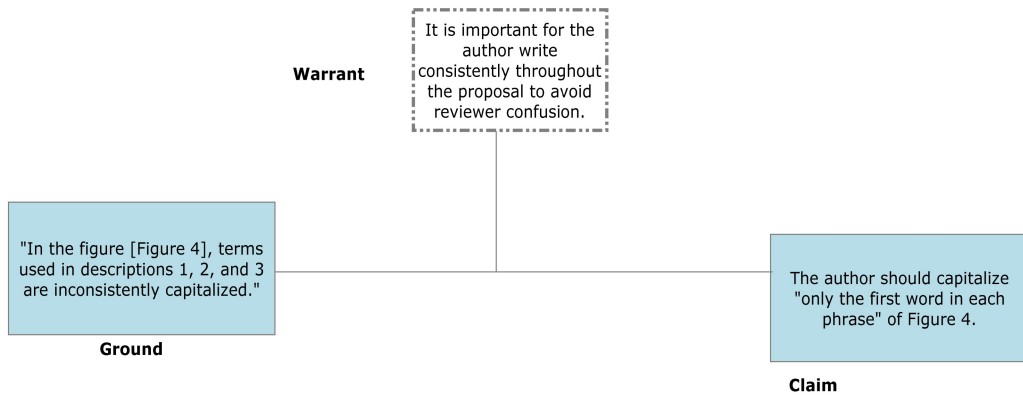 It is important for the
author write
consistently throughout
the proposal to avoid
reviewer confusion.
Warrant
"In the figure [Figure 4], terms
used in descriptions 1, 2, and 3
are inconsistently capitalized."
Ground
The author should capitalize
"only the first word in each
phrase" of Figure 4.
Claim